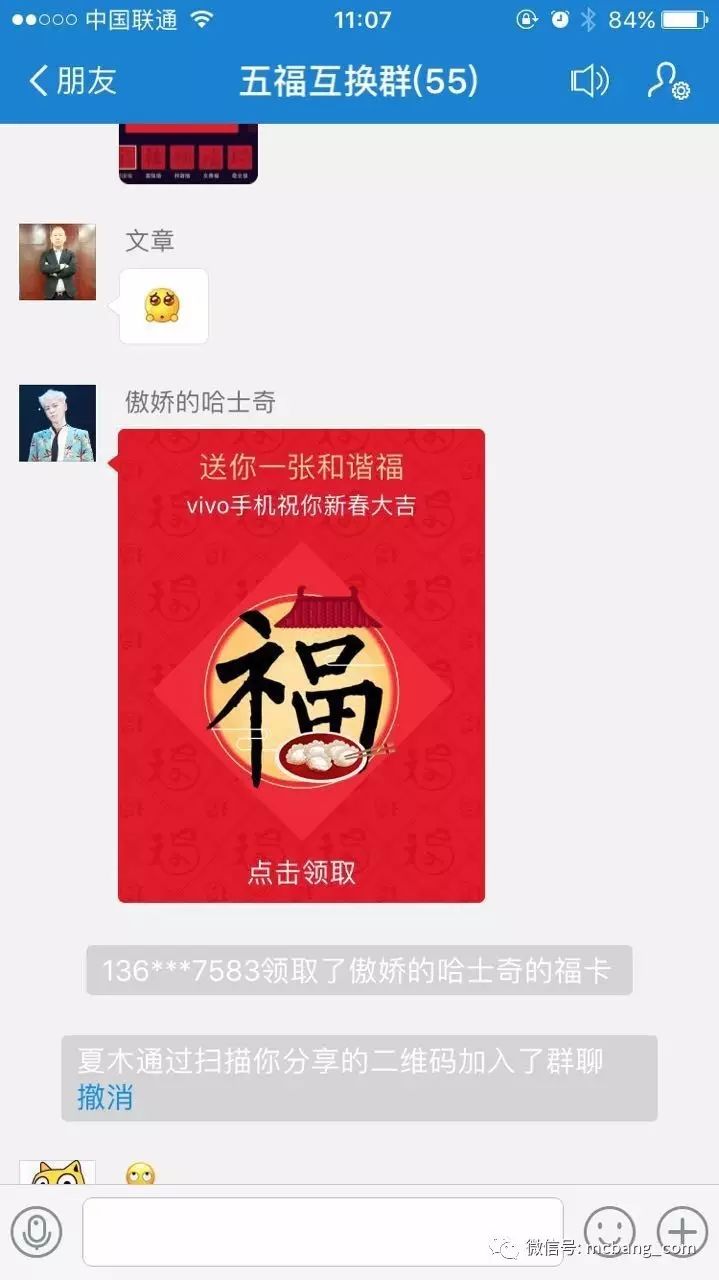 中国联通
11:07
84%
朋友
五福互换群(55)
文章
傲娇的哈士奇
送你一张和谐福
vivo手机祝你新春大吉
福
点击领取
136***7583领取了傲娇的哈士奇的福卡
夏木通过扫描你分享的二维码加入了群聊
撤消
微信号: mcbang_com